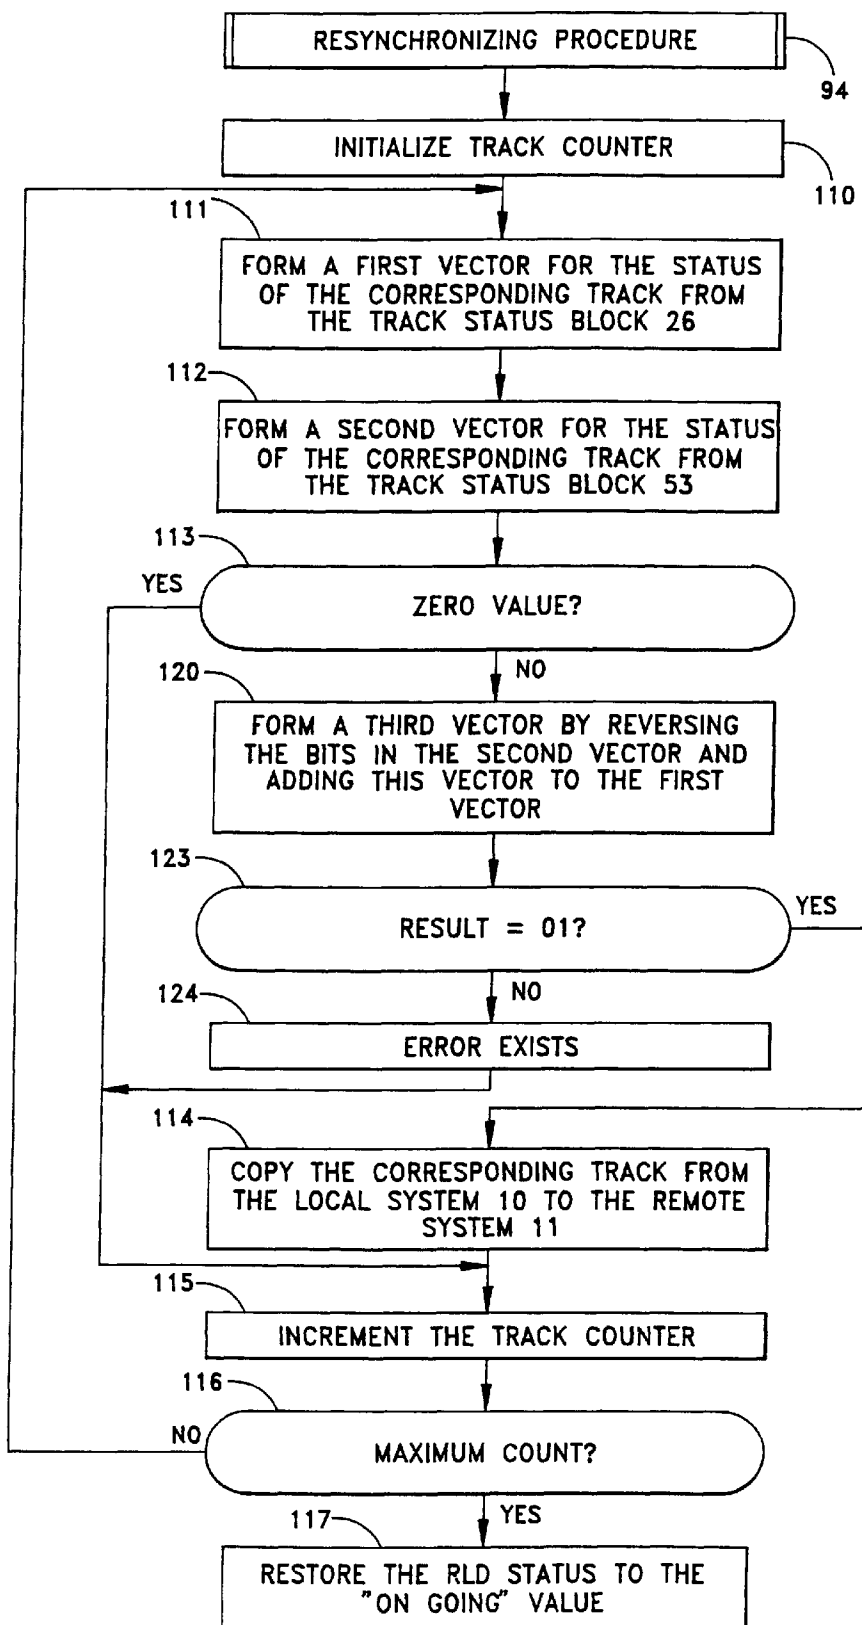 RESYNCHRONIZING PROCEDURE
94
INITIALIZE TRACK COUNTER
110
111
FORM A FIRST VECTOR FOR THE STATUS
OF THE CORRESPONDING TRACK FROM
THE TRACK STATUS BLOCK 26
112
FORM A SECOND VECTOR FOR THE STATUS
OF THE CORRESPONDING TRACK FROM
THE TRACK STATUS BLOCK 53
113
YES
ZERO VALUE?
NO
120
FORM A THIRD VECTOR BY REVERSING
THE BITS IN THE SECOND VECTOR AND
ADDING THIS VECTOR TO THE FIRST
VECTOR
123
YES
RESULT = 01?
NO
124
ERROR EXISTS
114
COPY THE CORRESPONDING TRACK FROM
THE LOCAL SYSTEM 10 TO THE REMOTE
SYSTEM 11
115
INCREMENT THE TRACK COUNTER
116
NO
MAXIMUM COUNT?
YES
117
RESTORE THE RLD STATUS TO THE
"ON GOING" VALUE